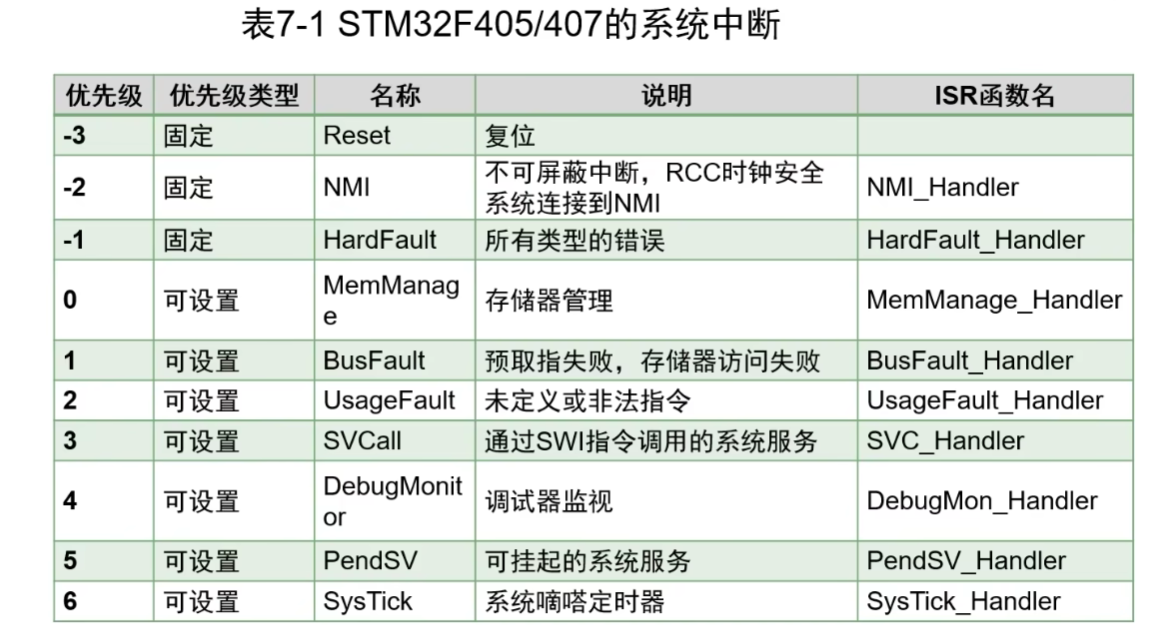 表7-1 STM32F405/407的系统中断
优先级 优先级类型 名称 说明 ISR函数名
-3 固定 Reset 复位
-2 固定 NMI 不可屏蔽中断，RCC时钟安全
系统连接到NMI NMI_Handler
-1 固定 HardFault 所有类型的错误 HardFault_Handler
0 可设置 MemManag
e 存储器管理 MemManage_Handler
1 可设置 BusFault 预取指失败，存储器访问失败 BusFault_Handler
2 可设置 UsageFault 未定义或非法指令 UsageFault_Handler
3 可设置 SVCall 通过SWI指令调用的系统服务 SVC_Handler
4 可设置 DebugMonit
or 调试器监视 DebugMon_Handler
5 可设置 PendSV 可挂起的系统服务 PendSV_Handler
6 可设置 SysTick 系统嘀嗒定时器 SysTick_Handler